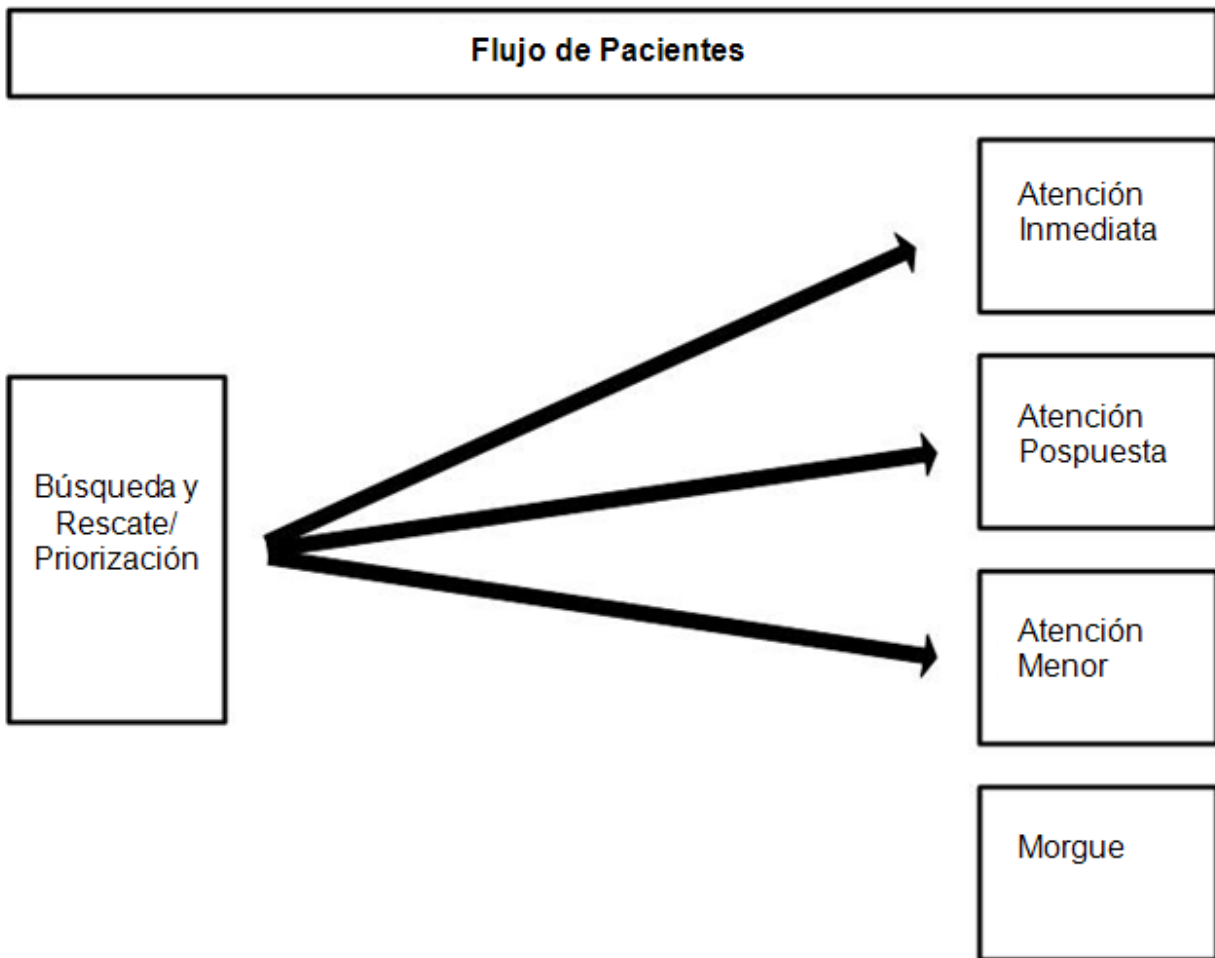 Flujo de Pacientes
Atención
Inmediata
Atención
Pospuesta
Búsqueda y
Rescate/
Priorización
Atención
Menor
Morgue